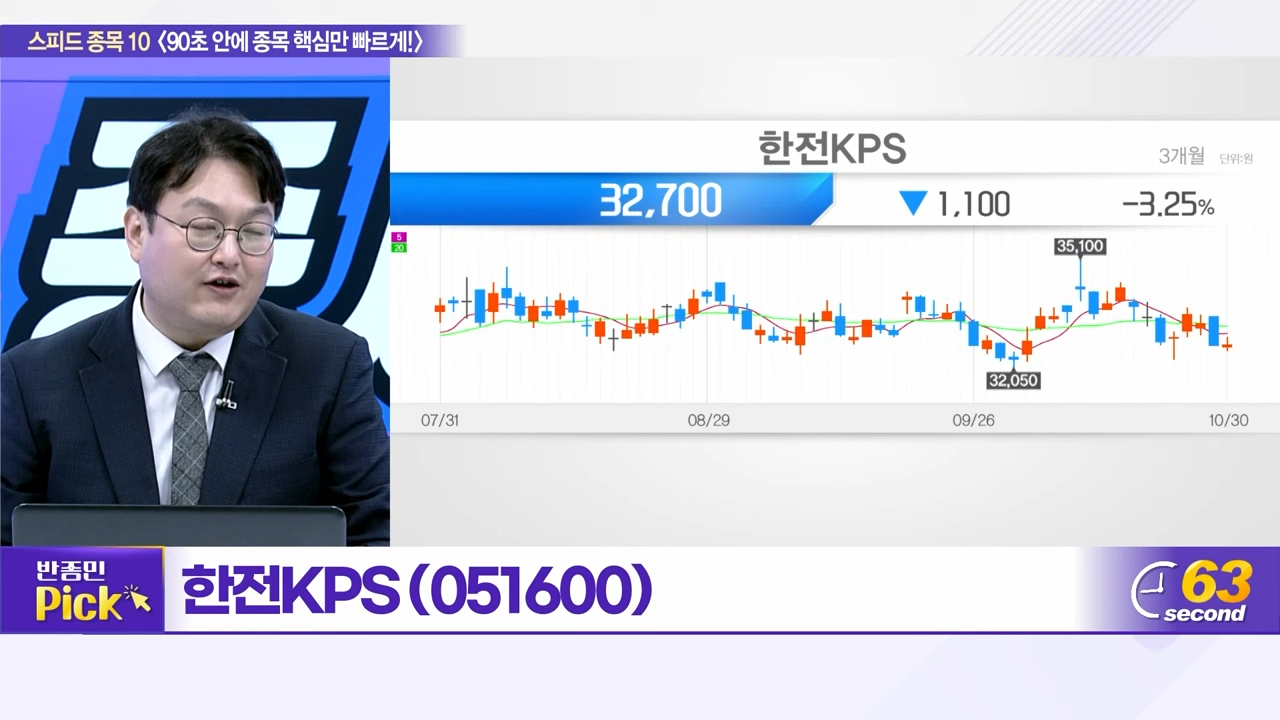 스피드 종목 10 〈90초 안에 종목 핵심만 빠르게!〉
한전KPS
3개월 단위:원
32,700 ▼ 1,100 -3.25%
5
20
35,100
32,050
07/31 08/29 09/26 10/30
반종민
Pick
한전KPS (051600)
63
second